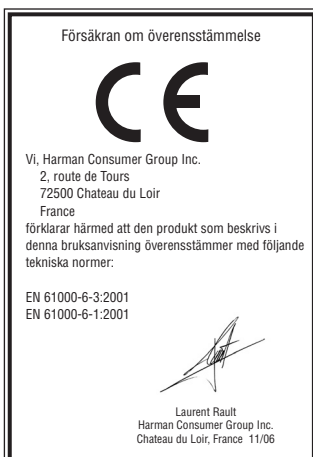 Försäkran om överensstämmelse
CE
Vi, Harman Consumer Group Inc.
2, route de Tours
72500 Chateau du Loir
France
förklarar härmed att den produkt som beskrivs i
denna bruksanvisning överensstämmer med följande
tekniska normer:
EN 61000-6-3:2001
EN 61000-6-1:2001
Laurent Rault
Harman Consumer Group Inc.
Chateau du Loir, France 11/06